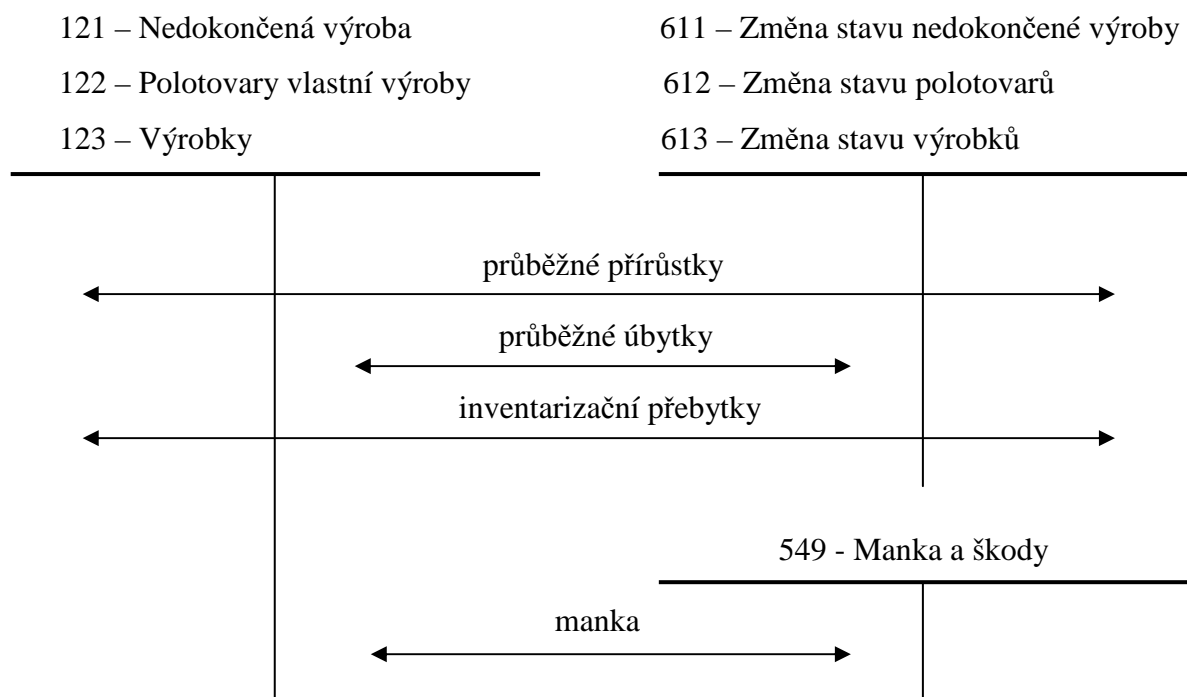 121 – Nedokončená výroba
122 – Polotovary vlastní výroby
123 – Výrobky
611 – Změna stavu nedokončené výroby
612 – Změna stavu polotovarů
613 – Změna stavu výrobků
průběžné přírůstky
průběžné úbytky
inventarizační přebytky
549 - Manka a škody
manka